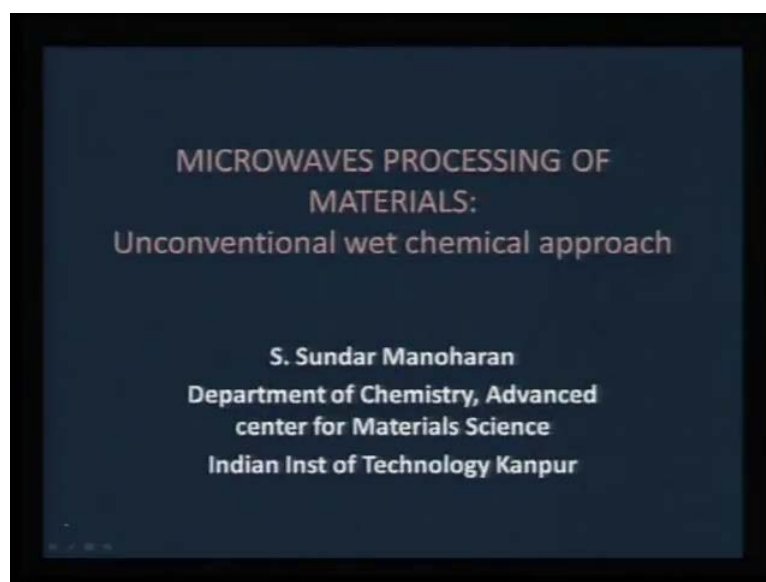 MICROWAVES PROCESSING OF
MATERIALS:
Unconventional wet chemical approach
S. Sundar Manoharan
Department of Chemistry, Advanced
center for Materials Science
Indian Inst of Technology Kanpur